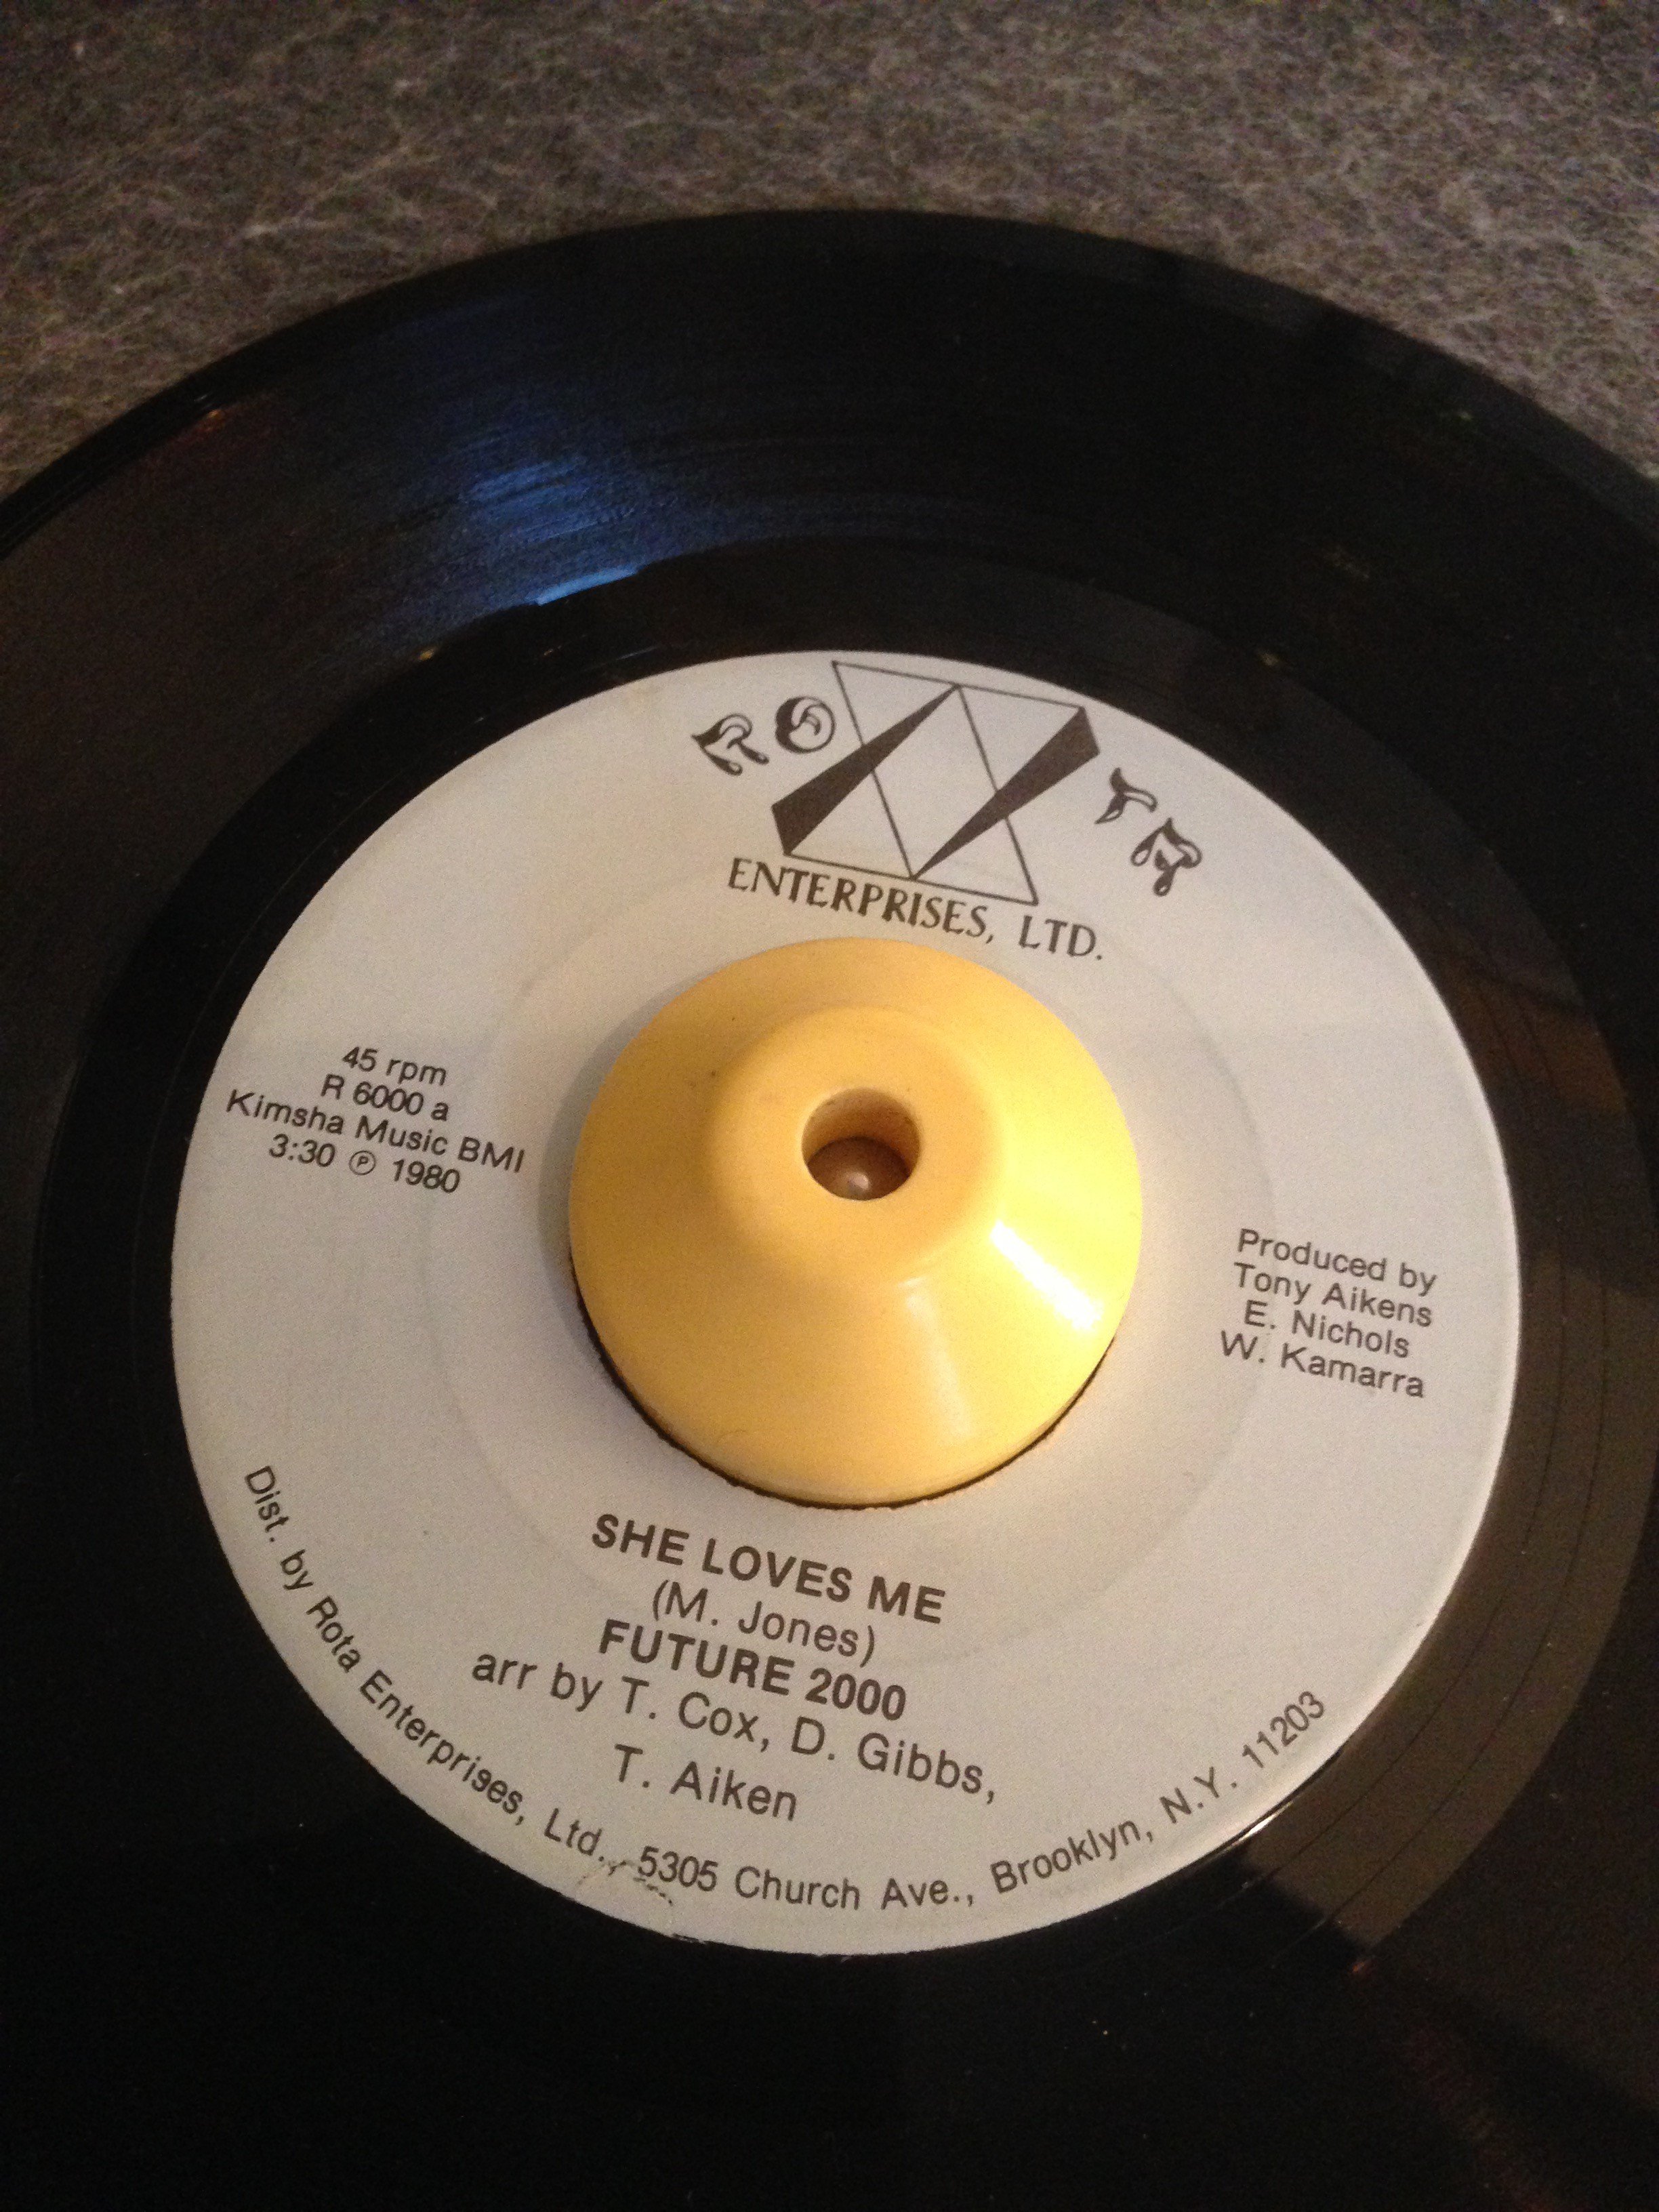 ROTA
ENTERPRISES, LTD.
45 rpm
R 6000 a
Kimsha Music BMI
3:30 ℗ 1980
Produced by
Tony Aikens
E. Nichols
W. Kamarra
SHE LOVES ME
(M. Jones)
FUTURE 2000
arr by T. Cox, D. Gibbs,
T. Aiken
Dist. by Rota Enterprises, Ltd., 5305 Church Ave., Brooklyn, N.Y. 11203